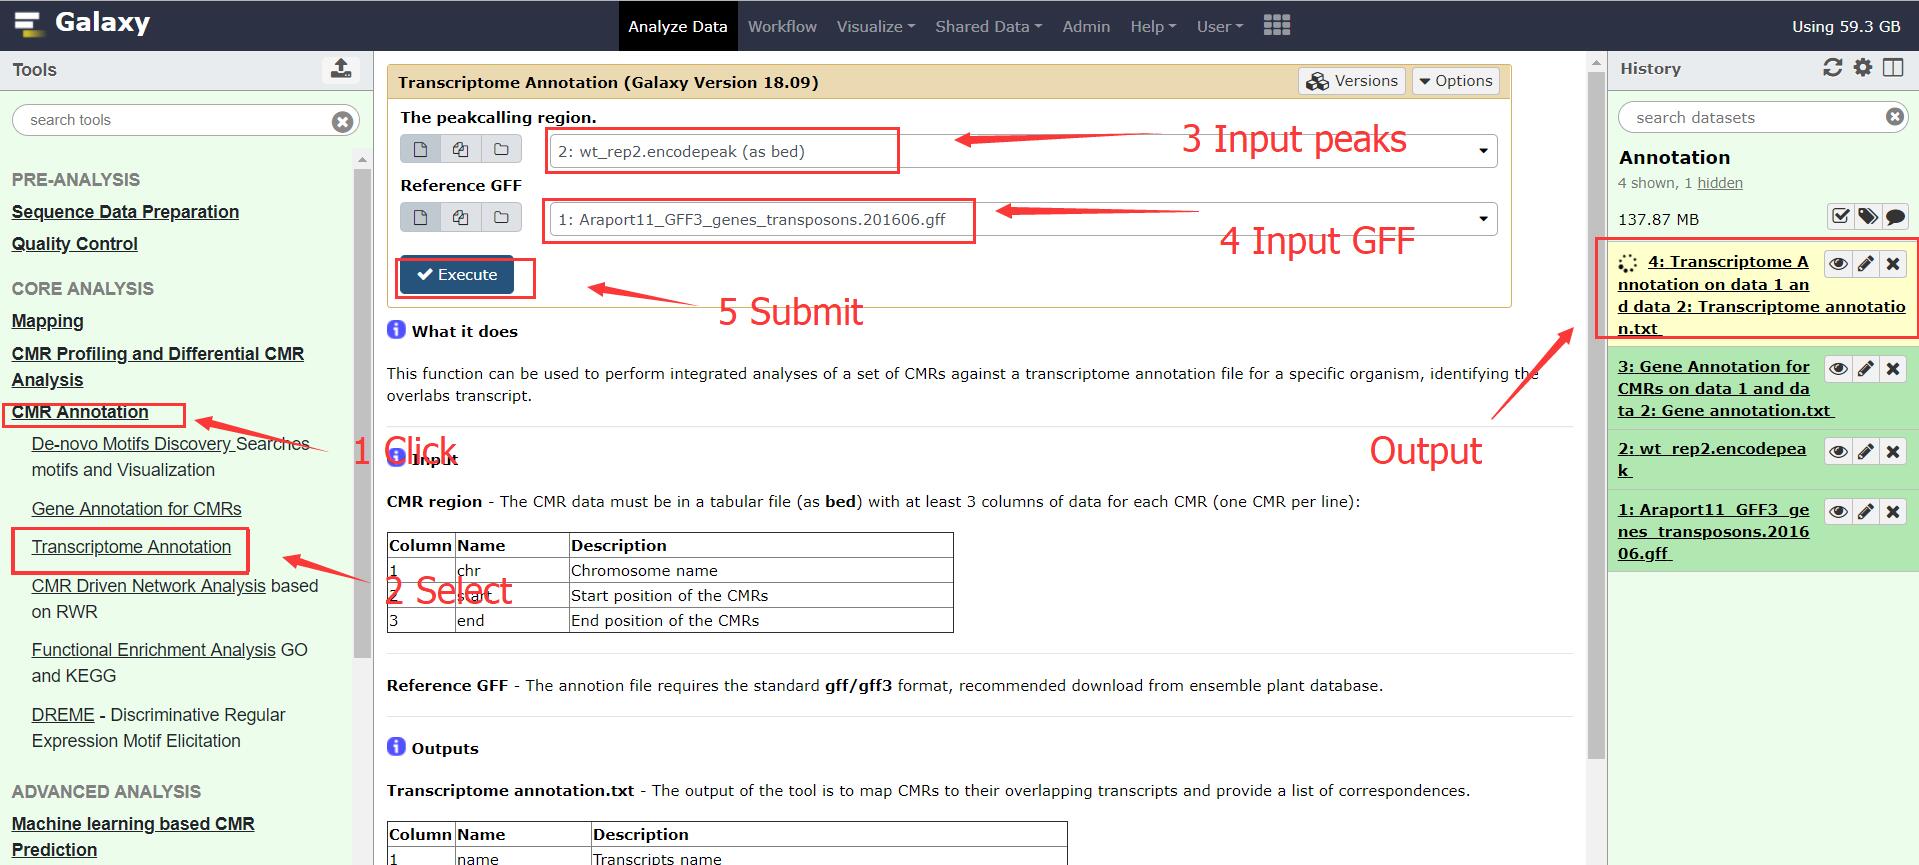 Galaxy
Analyze Data
Workflow
Visualize
Shared Data
Admin
Help
User
Using 59.3 GB
Tools
search tools
PRE-ANALYSIS
Sequence Data Preparation
Quality Control
CORE ANALYSIS
Mapping
CMR Profiling and Differential CMR
Analysis
CMR Annotation
De-novo Motifs Discovery Searches
motifs and Visualization
Gene Annotation for CMRs
Transcriptome Annotation
CMR Driven Network Analysis based
on RWR
Functional Enrichment Analysis GO
and KEGG
DREME - Discriminative Regular
Expression Motif Elicitation
ADVANCED ANALYSIS
Machine learning based CMR
Prediction
1 Click
2 Select
Transcriptome Annotation (Galaxy Version 18.09)
Versions
Options
The peakcalling region.
2: wt_rep2.encodepeak (as bed)
3 Input peaks
Reference GFF
1: Araport11_GFF3_genes_transposons.201606.gff
4 Input GFF
Execute
5 Submit
What it does
This function can be used to perform integrated analyses of a set of CMRs against a transcriptome annotation file for a specific organism, identifying the
overlabs transcript.
Input
CMR region - The CMR data must be in a tabular file (as bed) with at least 3 columns of data for each CMR (one CMR per line):
Column Name Description
1 chr Chromosome name
2 start Start position of the CMRs
3 end End position of the CMRs
Reference GFF - The annotion file requires the standard gff/gff3 format, recommended download from ensemble plant database.
Outputs
Transcriptome annotation.txt - The output of the tool is to map CMRs to their overlapping transcripts and provide a list of correspondences.
Column Name Description
1 name Transcripts name
Output
History
search datasets
Annotation
4 shown, 1 hidden
137.87 MB
4: Transcriptome A
nnotation on data 1 an
d data 2: Transcriptome annotatio
n.txt
3: Gene Annotation for
CMRs on data 1 and da
ta 2: Gene annotation.txt
2: wt_rep2.encodepea
k
1: Araport11_GFF3_ge
nes_transposons.2016
06.gff